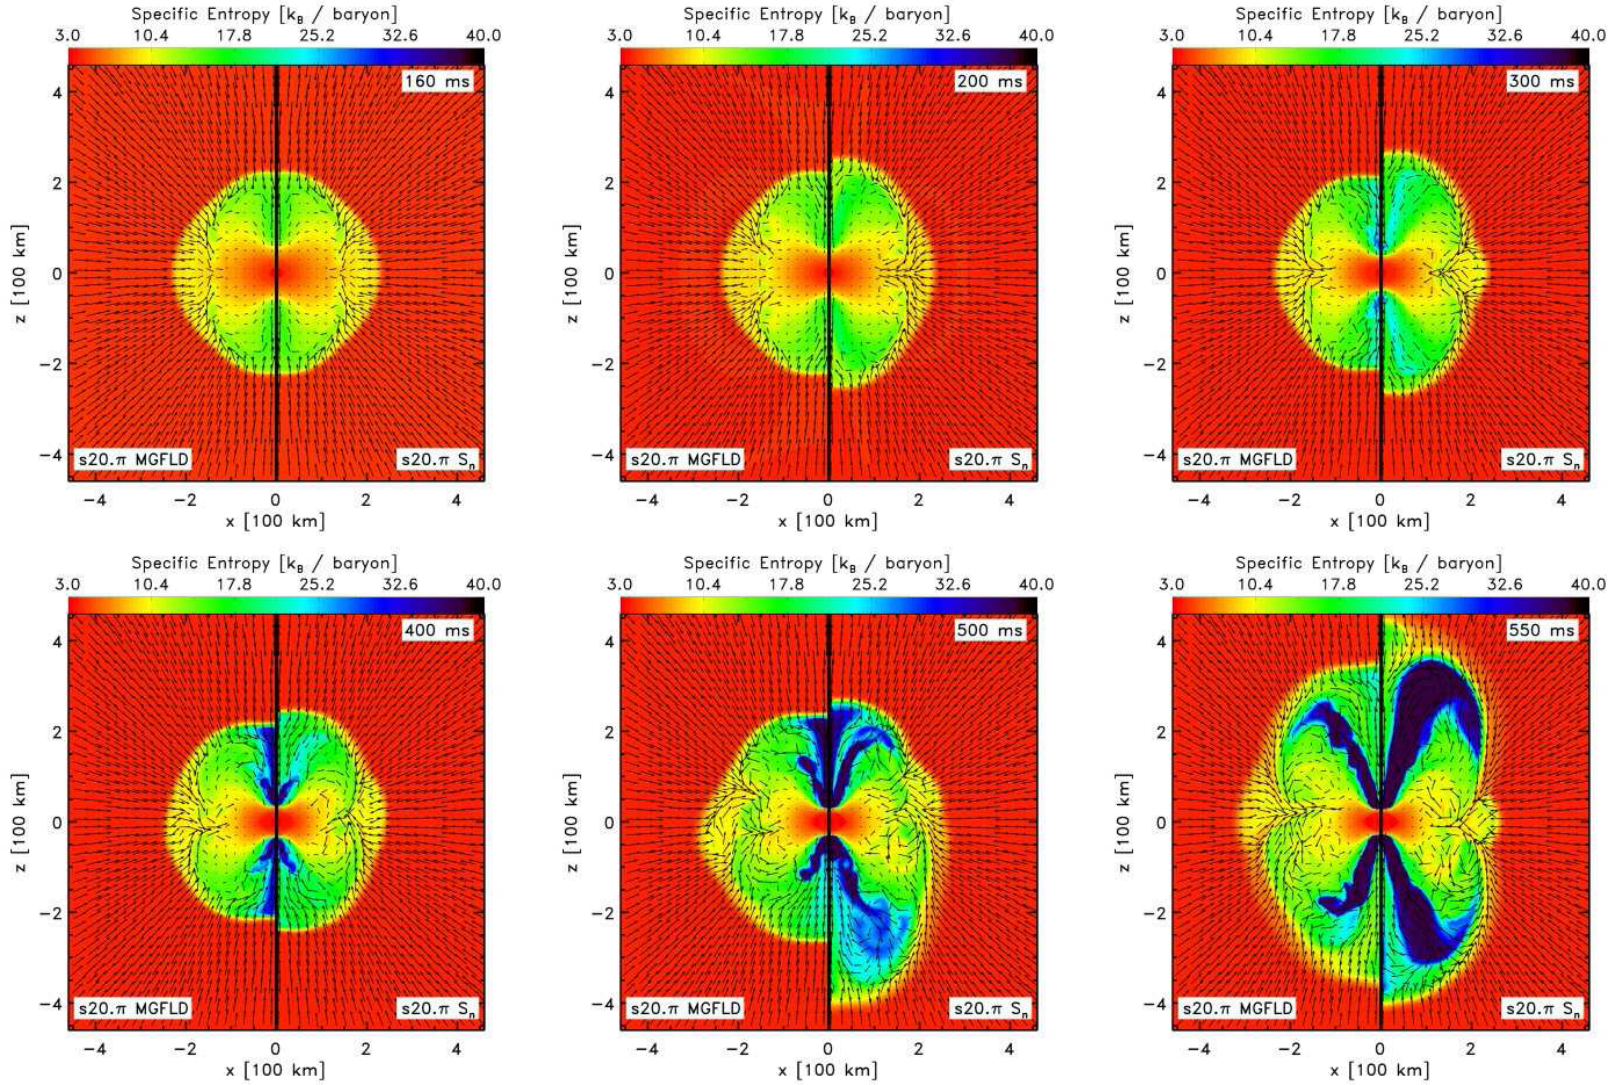 Specific Entropy [k_B / baryon]
3.0 10.4 17.8 25.2 32.6 40.0
160 ms
4
2
0
−2
−4
z [100 km]
s20.π MGFLD
s20.π S_n
−4 −2 0 2 4
x [100 km]
Specific Entropy [k_B / baryon]
3.0 10.4 17.8 25.2 32.6 40.0
200 ms
4
2
0
−2
−4
z [100 km]
s20.π MGFLD
s20.π S_n
−4 −2 0 2 4
x [100 km]
Specific Entropy [k_B / baryon]
3.0 10.4 17.8 25.2 32.6 40.0
300 ms
4
2
0
−2
−4
z [100 km]
s20.π MGFLD
s20.π S_n
−4 −2 0 2 4
x [100 km]
Specific Entropy [k_B / baryon]
3.0 10.4 17.8 25.2 32.6 40.0
400 ms
4
2
0
−2
−4
z [100 km]
s20.π MGFLD
s20.π S_n
−4 −2 0 2 4
x [100 km]
Specific Entropy [k_B / baryon]
3.0 10.4 17.8 25.2 32.6 40.0
500 ms
4
2
0
−2
−4
z [100 km]
s20.π MGFLD
s20.π S_n
−4 −2 0 2 4
x [100 km]
Specific Entropy [k_B / baryon]
3.0 10.4 17.8 25.2 32.6 40.0
550 ms
4
2
0
−2
−4
z [100 km]
s20.π MGFLD
s20.π S_n
−4 −2 0 2 4
x [100 km]